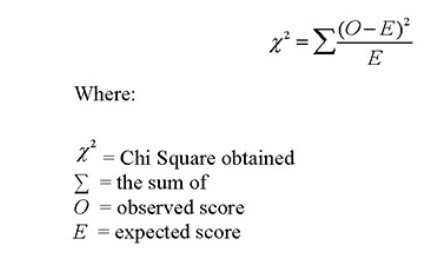 χ² = ∑ (O – E)² / E
Where:
χ² = Chi Square obtained
∑ = the sum of
O = observed score
E = expected score